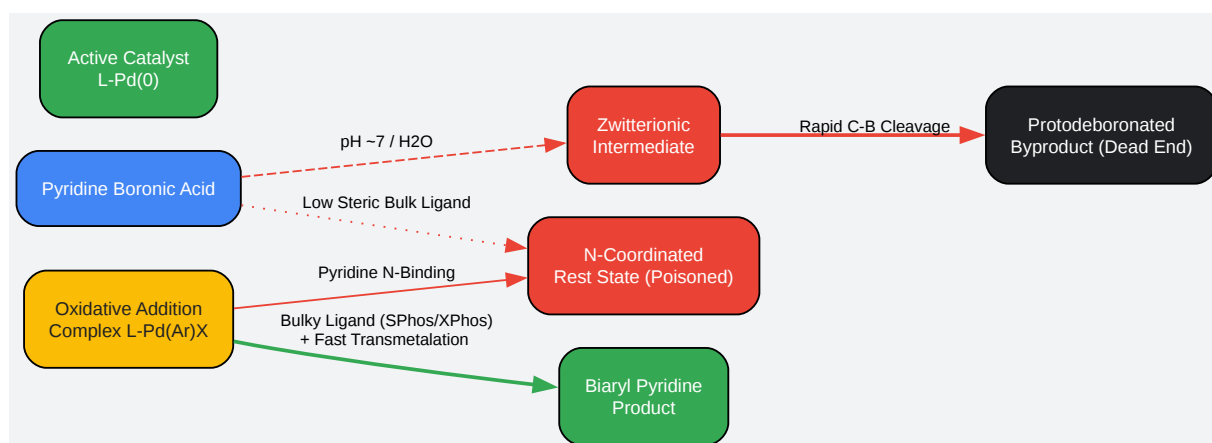 Active Catalyst
L-Pd(0)
Pyridine Boronic Acid
Oxidative Addition
Complex L-Pd(Ar)X
pH ~7 / H2O
Low Steric Bulk Ligand
Pyridine N-Binding
Bulky Ligand (SPhos/XPhos)
+ Fast Transmetalation
Zwitterionic
Intermediate
N-Coordinated
Rest State (Poisoned)
Biaryl Pyridine
Product
Rapid C-B Cleavage
Protodeboronated
Byproduct (Dead End)